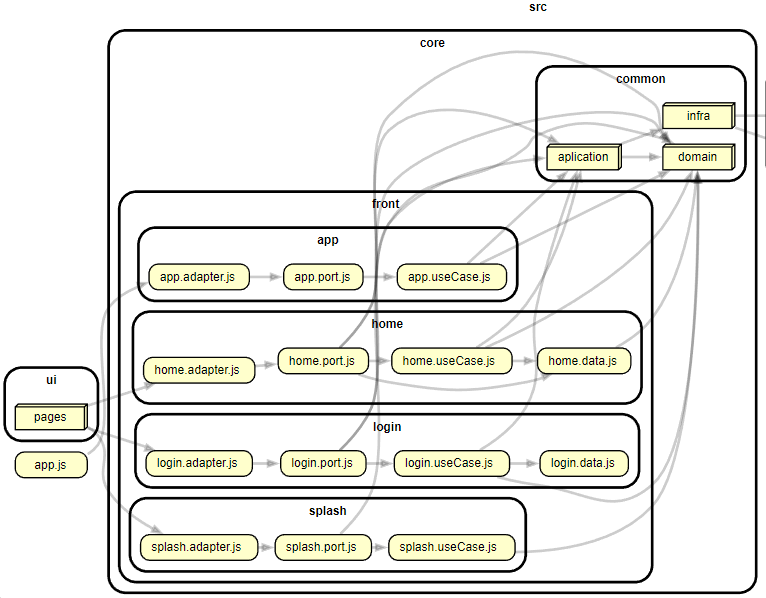 src
core
common
infra
aplication
domain
front
app
app.adapter.js
app.port.js
app.useCase.js
home
home.adapter.js
home.port.js
home.useCase.js
home.data.js
ui
pages
app.js
login
login.adapter.js
login.port.js
login.useCase.js
login.data.js
splash
splash.adapter.js
splash.port.js
splash.useCase.js